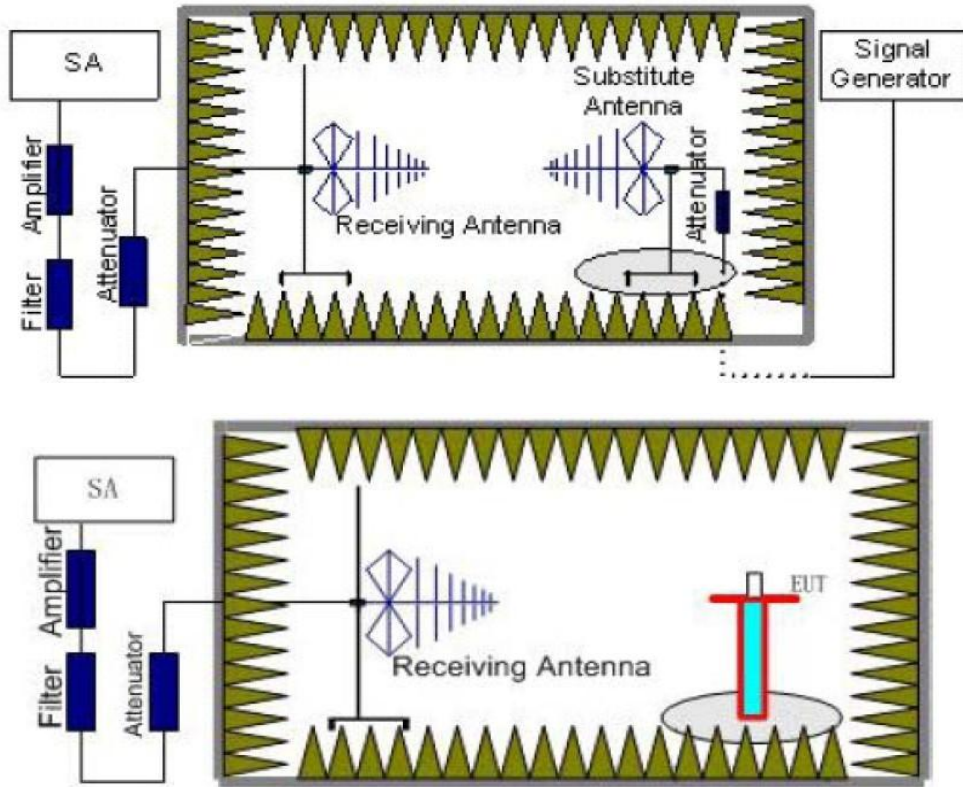 SA
Signal
Generator
Substitute
Antenna
Amplifier
Attenuator
Attenuator
Receiving Antenna
Filter
SA
Amplifier
EUT
Receiving Antenna
Filter
Attenuator